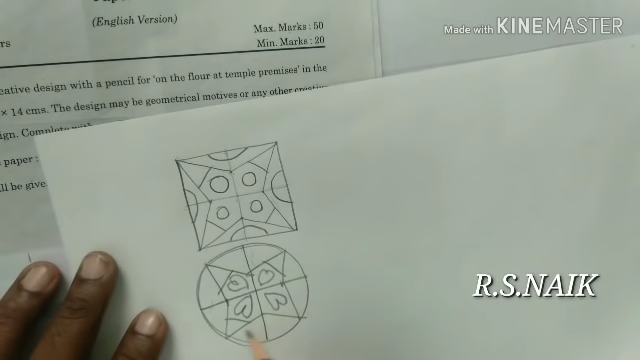 (English Version)
Made with KINEMASTER
rs
Max. Marks : 50
Min. Marks : 20
eative design with a pencil for 'on the flour at temple premises' in the
× 14 cms. The design may be geometrical motives or any other
ign. Complete
paper :
ll be give
R.S.NAIK